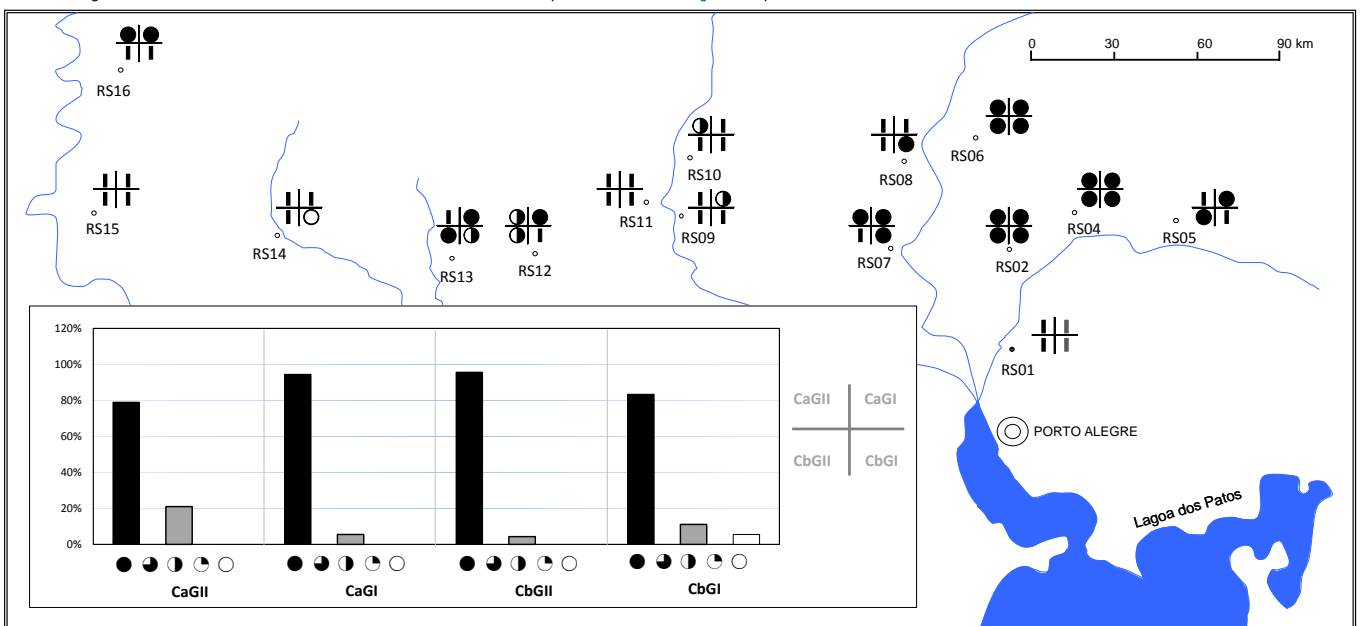 0 30 60 90 km
RS16
RS10
RS06
RS08
RS15
RS11
RS09
RS04
RS05
RS14
RS13
RS12
RS07
RS02
RS01
120%
100%
80%
60%
40%
20%
0%
CaGII CaGI CbGII CbGI
CaGII CaGI
CbGII CbGI
PORTO ALEGRE
Lagoa dos Patos